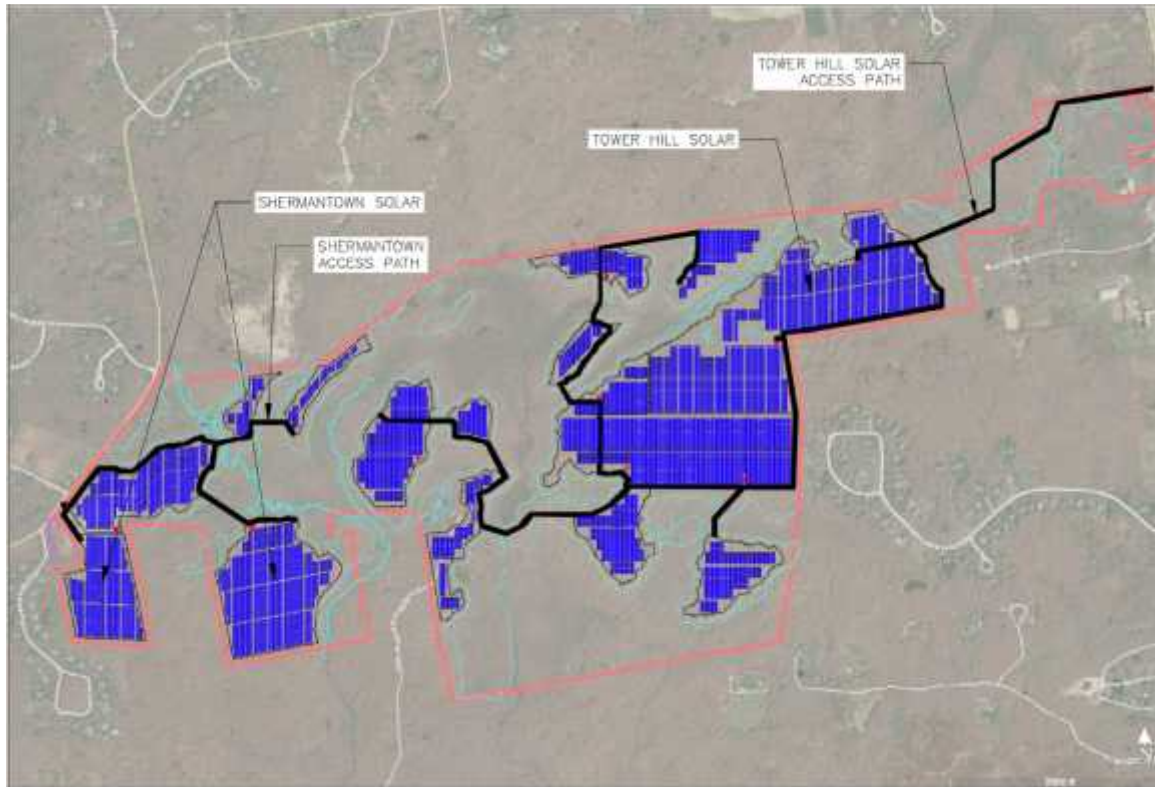 TOWER HILL SOLAR
ACCESS PATH
TOWER HILL SOLAR
SHERMANTOWN SOLAR
SHERMANTOWN
ACCESS PATH